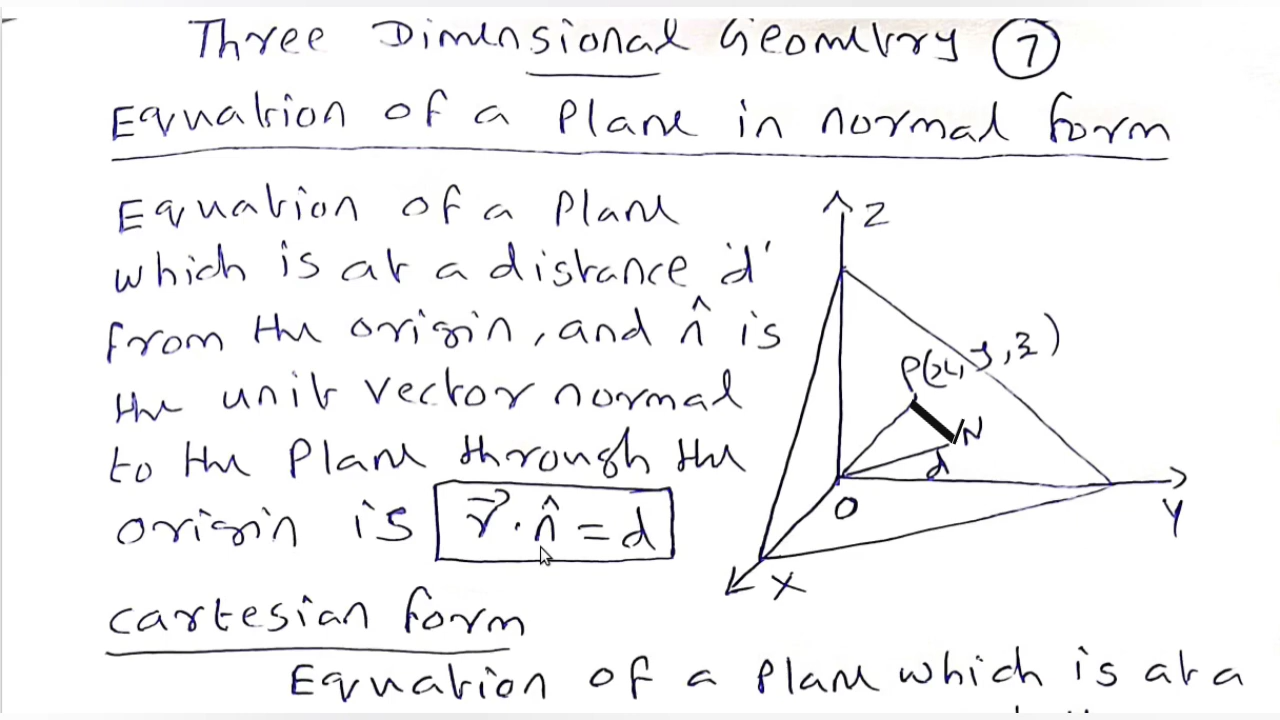 Three Dimensional Geometry ⑦
Equation of a Plane in normal form
Equation of a Plane
which is at a distance 'd'
from the origin, and n̂ is
the unit vector normal
to the Plane through the
origin is r⃗ · n̂ = d
Z
P(x, y, z)
N
d
O
Y
X
Cartesian form
Equation of a Plane which is at a